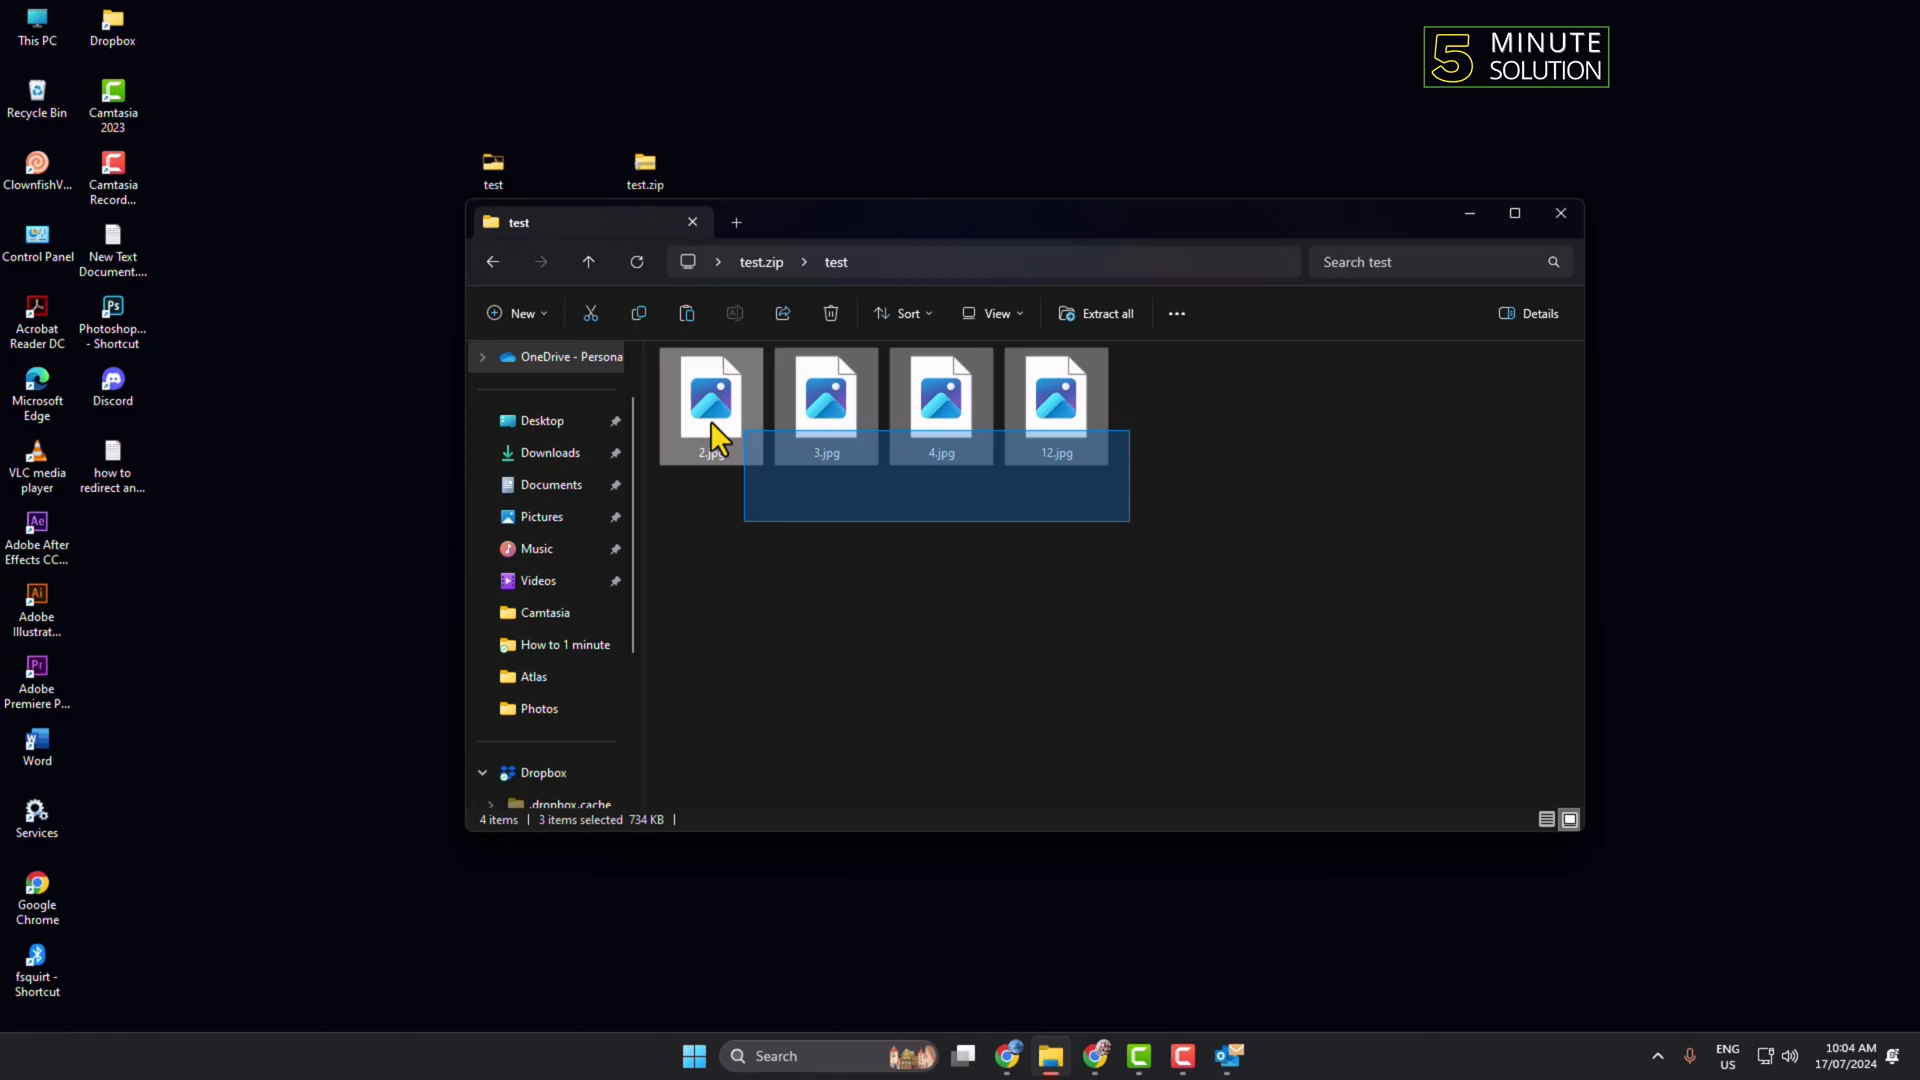 This PC
Dropbox
5 MINUTE
SOLUTION
Recycle Bin
Camtasia
2023
ClownfishV...
Camtasia
Record...
test
test.zip
Control Panel
New Text
Document....
Acrobat
Reader DC
Photoshop...
- Shortcut
Microsoft
Edge
Discord
VLC media
player
how to
redirect an...
Adobe After
Effects CC...
Adobe
Illustrat...
Adobe
Premiere P...
Word
Services
Google
Chrome
fsquirt -
Shortcut
test
test.zip
test
Search test
New
Sort
View
Extract all
Details
OneDrive - Persona
Desktop
Downloads
Documents
Pictures
Music
Videos
Camtasia
How to 1 minute
Atlas
Photos
Dropbox
.dropbox.cache
2.jpg
3.jpg
4.jpg
12.jpg
4 items
3 items selected 734 KB
Search
ENG
US
10:04 AM
17/07/2024